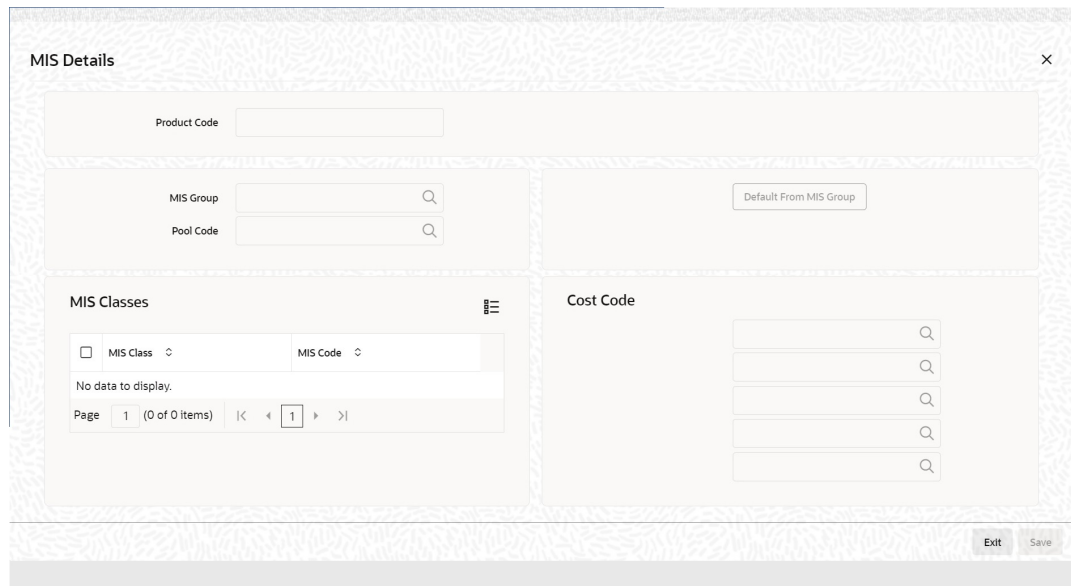 MIS Details
Product Code
MIS Group
Pool Code
Default From MIS Group
MIS Classes
MIS Class MIS Code
No data to display.
Page 1 (0 of 0 items) 1
Cost Code
Exit Save